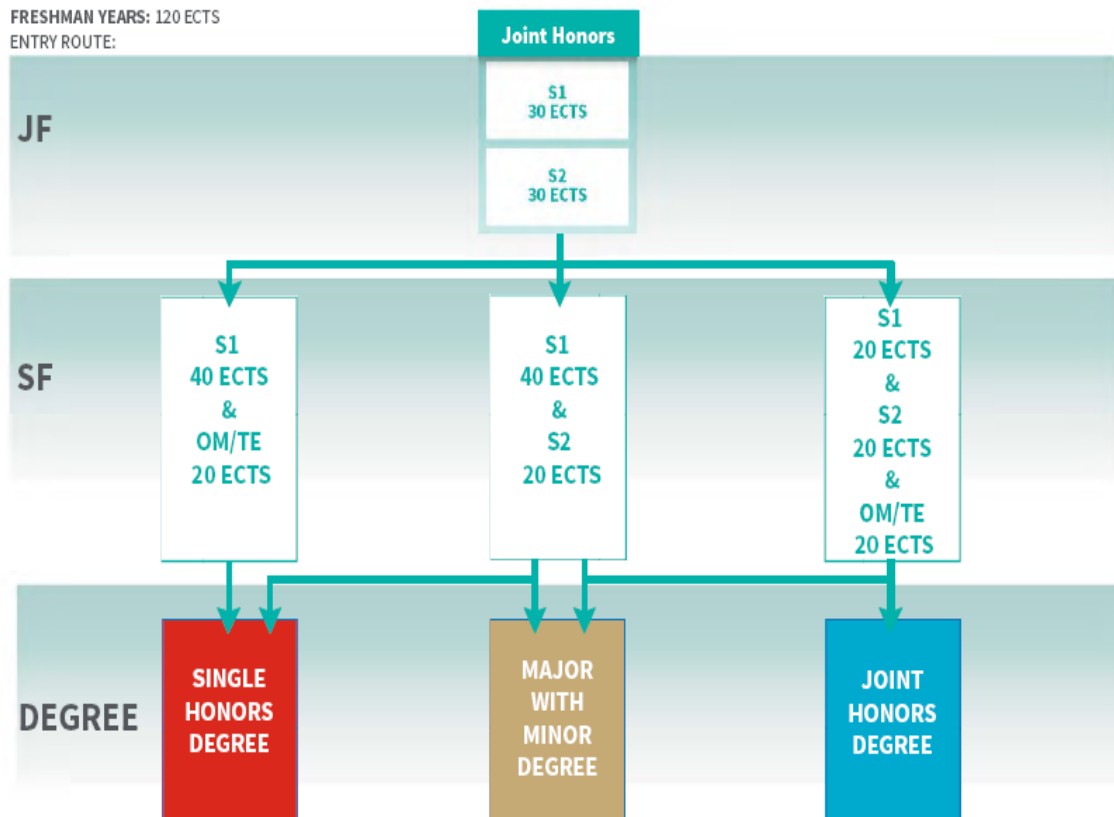 FRESHMAN YEARS: 120 ECTS
ENTRY ROUTE:
Joint Honors
JF
S1
30 ECTS
S2
30 ECTS
SF
S1
40 ECTS
&
OM/TE
20 ECTS
S1
40 ECTS
&
S2
20 ECTS
S1
20 ECTS
&
S2
20 ECTS
&
OM/TE
20 ECTS
DEGREE
SINGLE
HONORS
DEGREE
MAJOR
WITH
MINOR
DEGREE
JOINT
HONORS
DEGREE